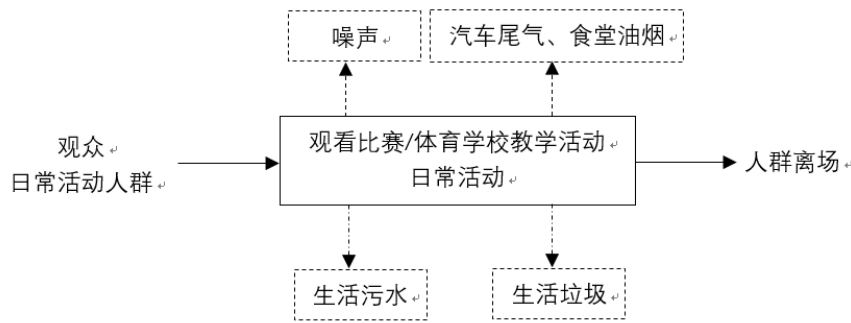 噪声
汽车尾气、食堂油烟
观众
日常活动人群
观看比赛/体育学校教学活动
日常活动
人群离场
生活污水
生活垃圾